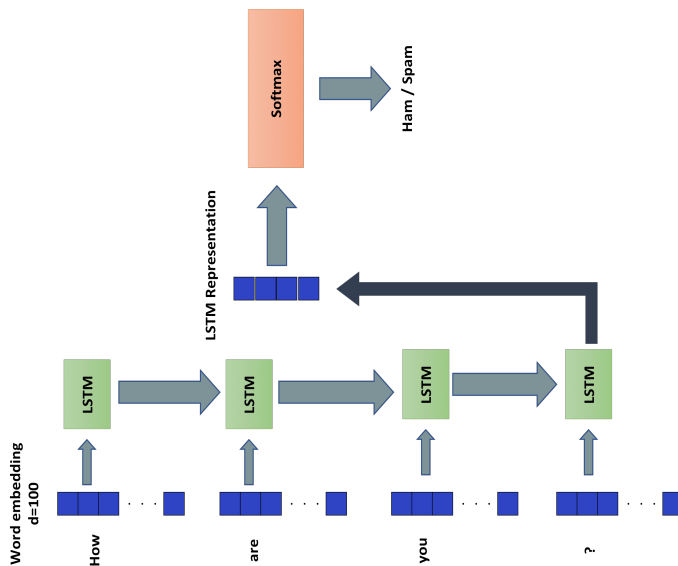 Word embedding
d=100
How
are
you
?
LSTM
LSTM
LSTM
LSTM
LSTM Representation
Softmax
Ham / Spam